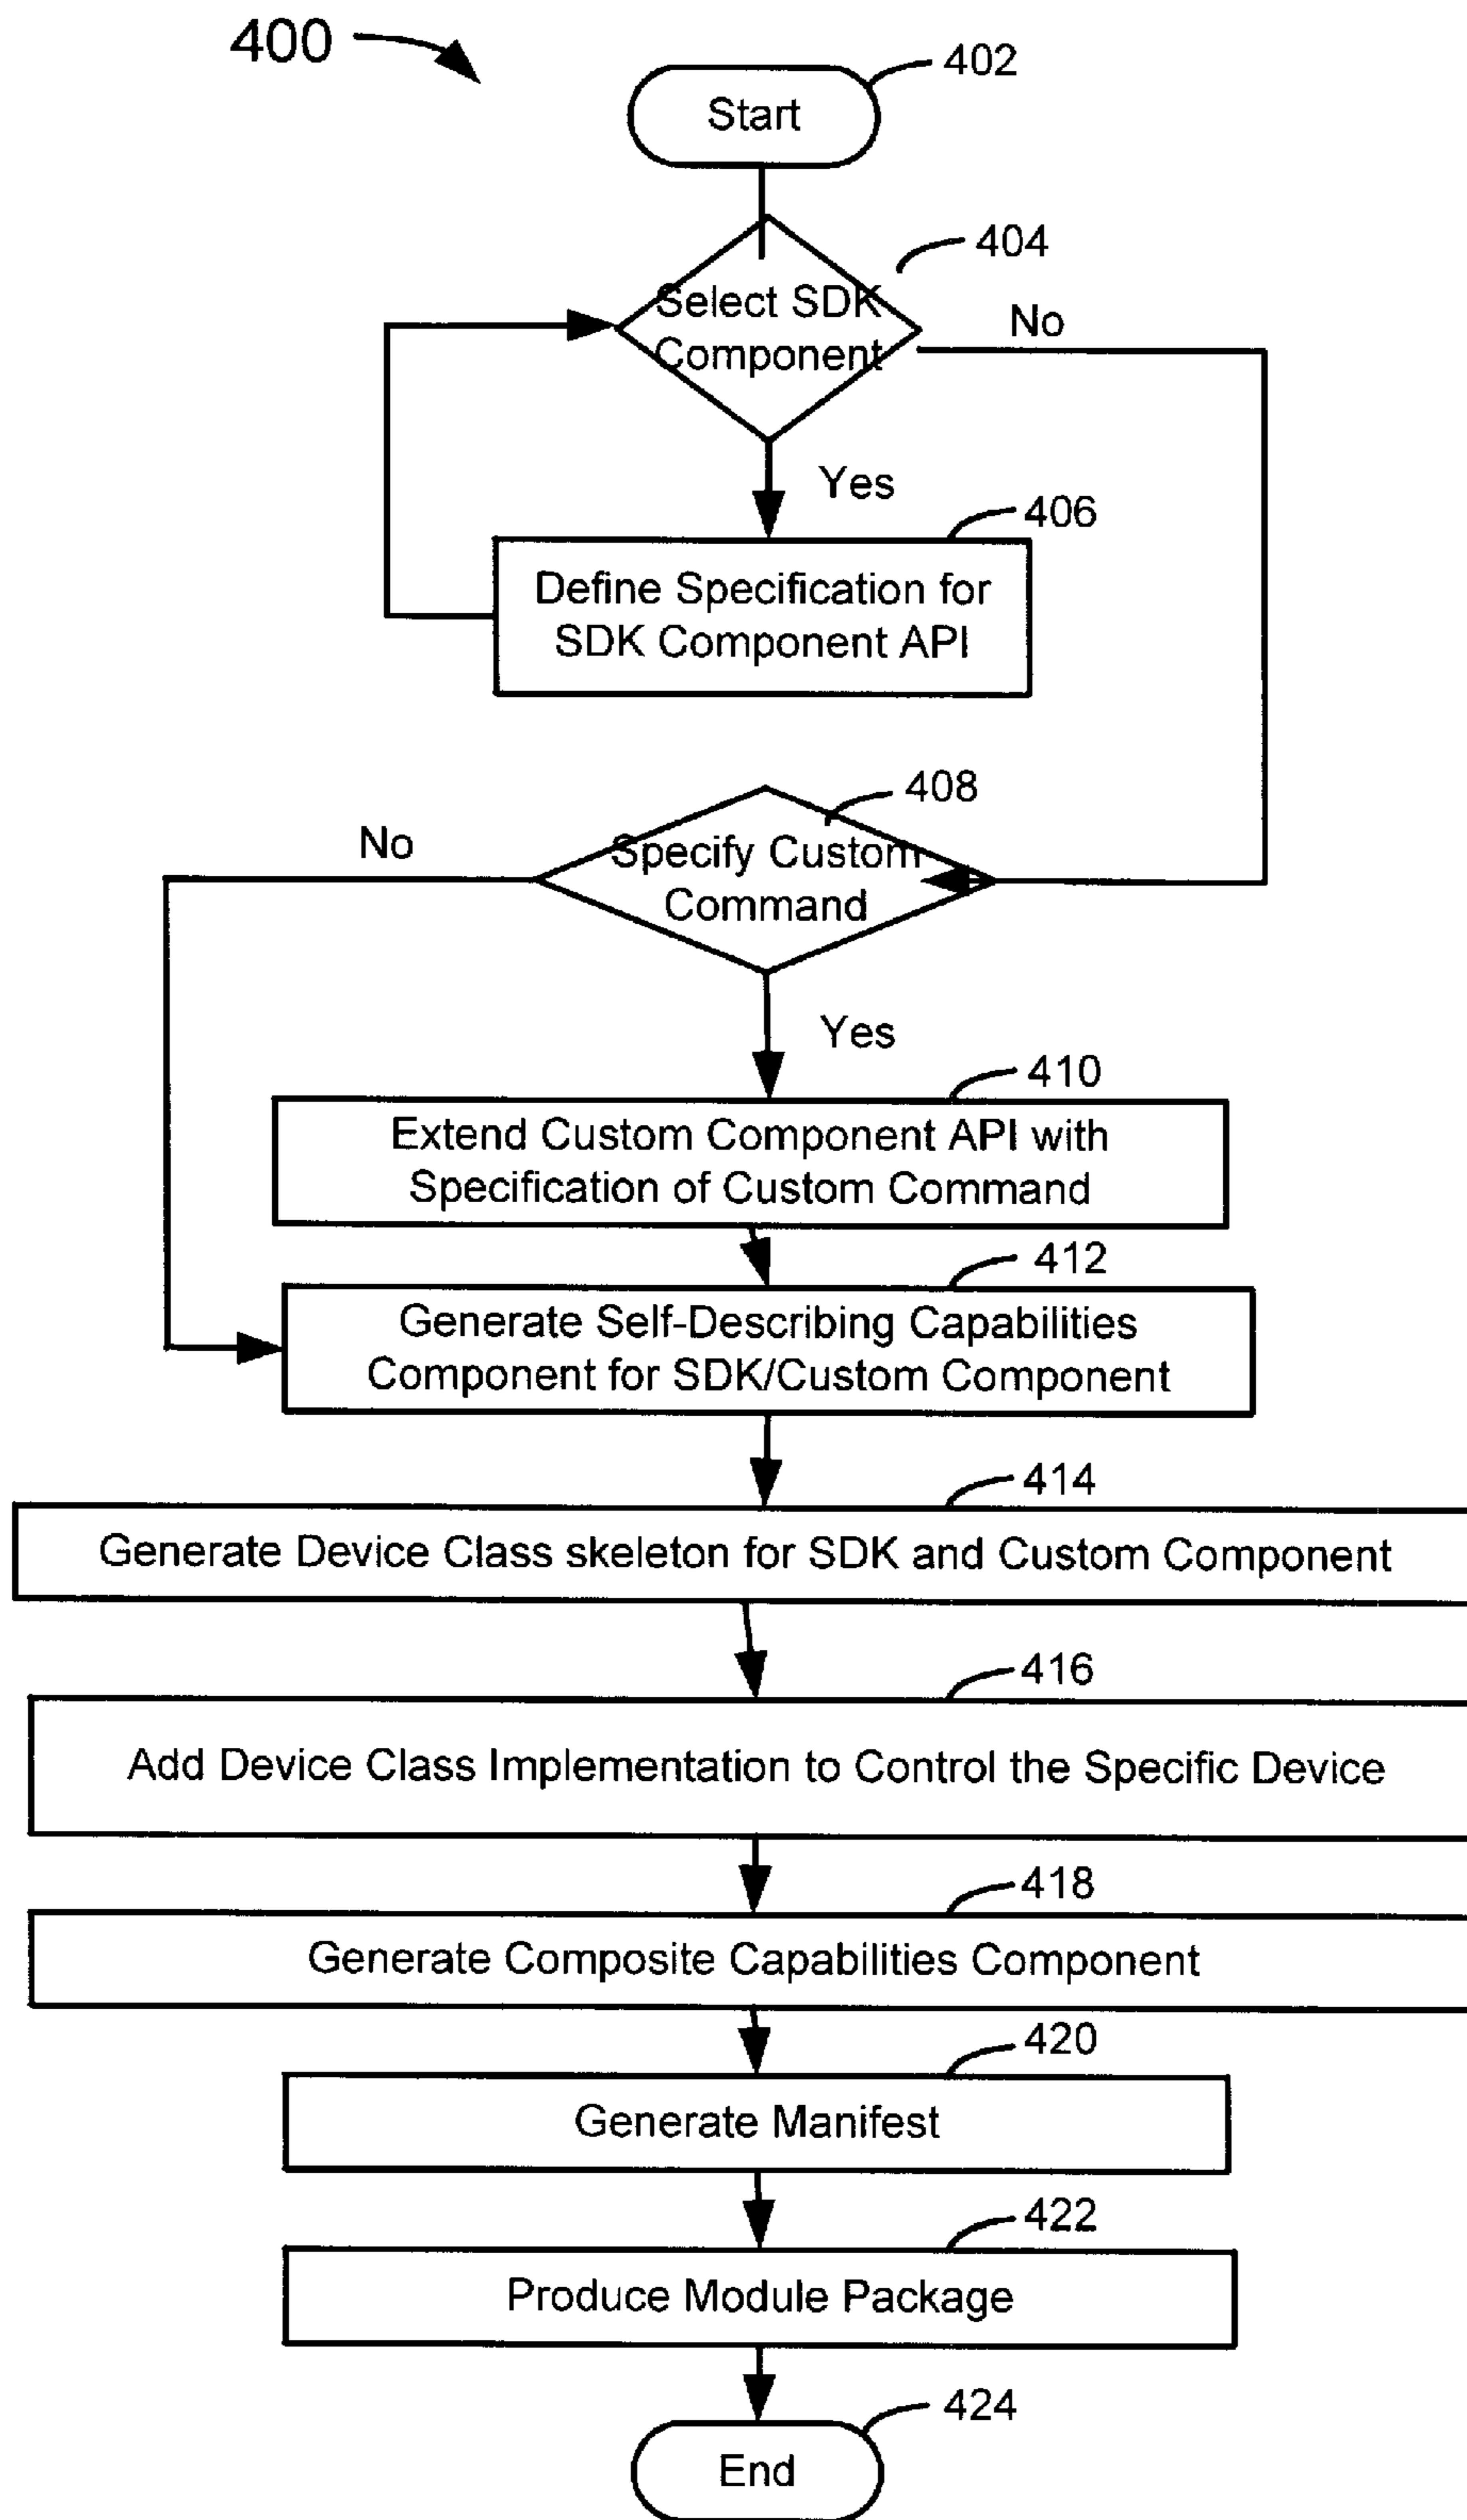 400
402
Start
404
Select SDK
Component
No
Yes
406
Define Specification for
SDK Component API
408
No
Specify Custom
Command
Yes
410
Extend Custom Component API with
Specification of Custom Command
412
Generate Self-Describing Capabilities
Component for SDK/Custom Component
414
Generate Device Class skeleton for SDK and Custom Component
416
Add Device Class Implementation to Control the Specific Device
418
Generate Composite Capabilities Component
420
Generate Manifest
422
Produce Module Package
424
End